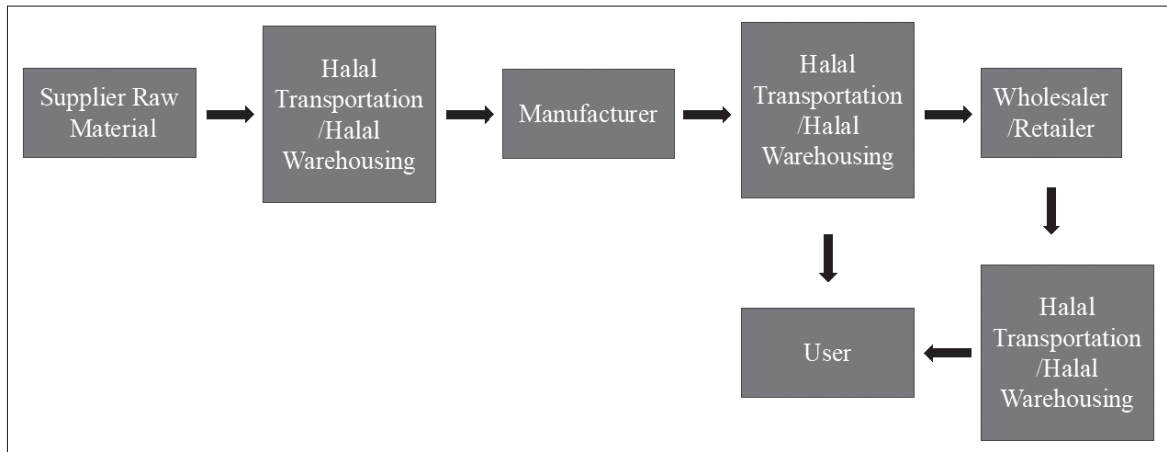 Supplier Raw
Material
Halal
Transportation
/Halal
Warehousing
Manufacturer
Halal
Transportation
/Halal
Warehousing
Wholesaler
/Retailer
User
Halal
Transportation
/Halal
Warehousing